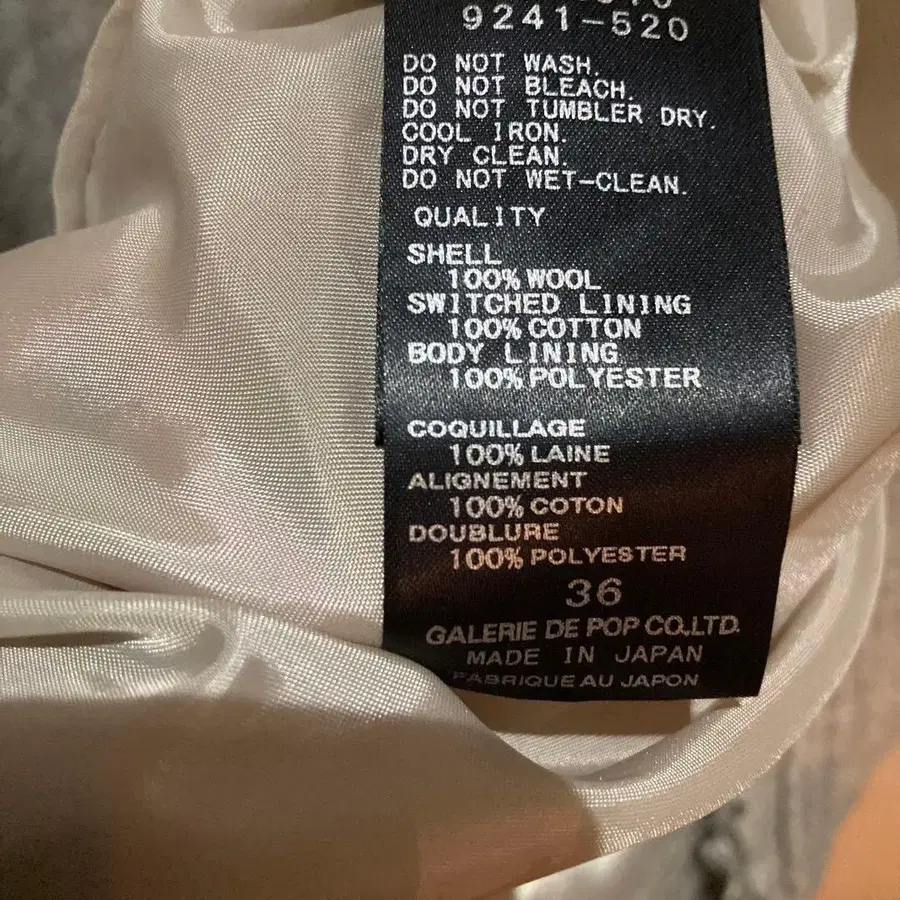 9241-520
DO NOT WASH.
DO NOT BLEACH.
DO NOT TUMBLER DRY.
COOL IRON.
DRY CLEAN.
DO NOT WET-CLEAN.
QUALITY
SHELL
100% WOOL
SWITCHED LINING
100% COTTON
BODY LINING
100% POLYESTER
COQUILLAGE
100% LAINE
ALIGNEMENT
100% COTON
DOUBLURE
100% POLYESTER
36
GALERIE DE POP CO.,LTD.
MADE IN JAPAN
FABRIQUE AU JAPON